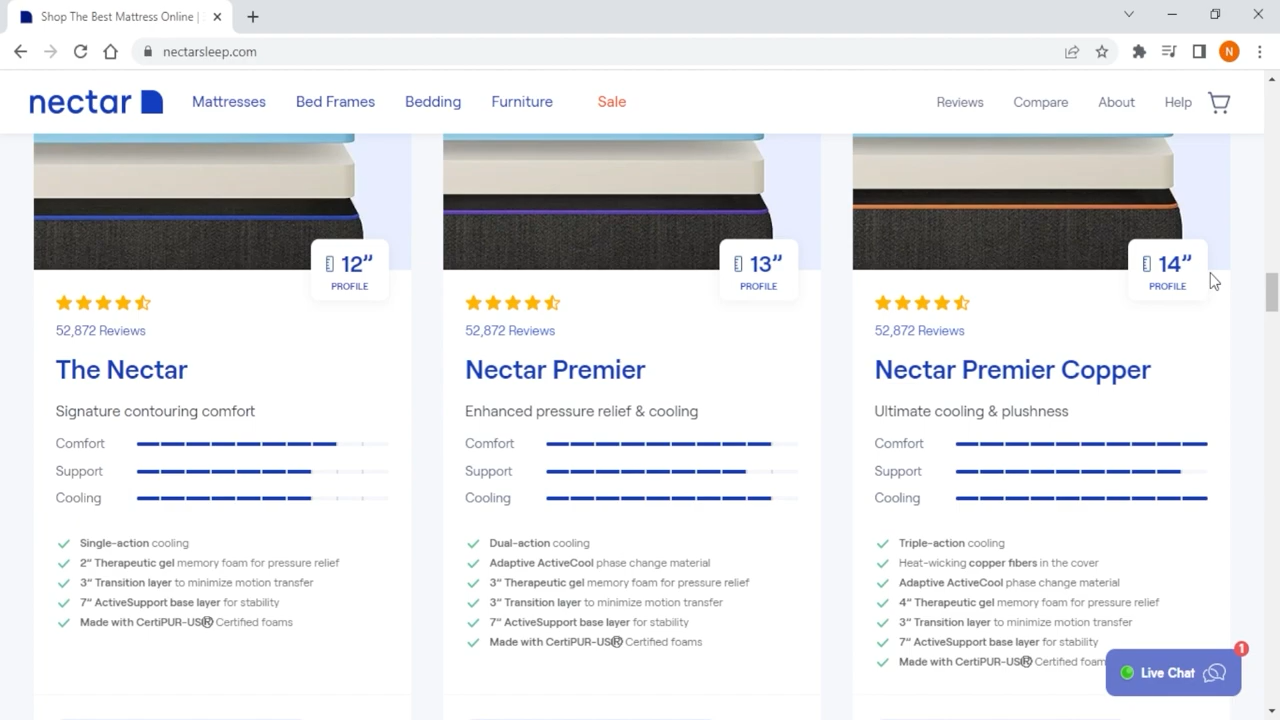 Shop The Best Mattress Online |
nectarsleep.com
N
nectar
Mattresses
Bed Frames
Bedding
Furniture
Sale
Reviews
Compare
About
Help
12”
PROFILE
52,872 Reviews
The Nectar
Signature contouring comfort
Comfort
Support
Cooling
Single-action cooling
2“ Therapeutic gel memory foam for pressure relief
3“ Transition layer to minimize motion transfer
7“ ActiveSupport base layer for stability
Made with CertiPUR-US® Certified foams
13”
PROFILE
52,872 Reviews
Nectar Premier
Enhanced pressure relief & cooling
Comfort
Support
Cooling
Dual-action cooling
Adaptive ActiveCool phase change material
3“ Therapeutic gel memory foam for pressure relief
3“ Transition layer to minimize motion transfer
7“ ActiveSupport base layer for stability
Made with CertiPUR-US® Certified foams
14”
PROFILE
52,872 Reviews
Nectar Premier Copper
Ultimate cooling & plushness
Comfort
Support
Cooling
Triple-action cooling
Heat-wicking copper fibers in the cover
Adaptive ActiveCool phase change material
4“ Therapeutic gel memory foam for pressure relief
3“ Transition layer to minimize motion transfer
7“ ActiveSupport base layer for stability
Made with CertiPUR-US® Certified foam
Live Chat
1